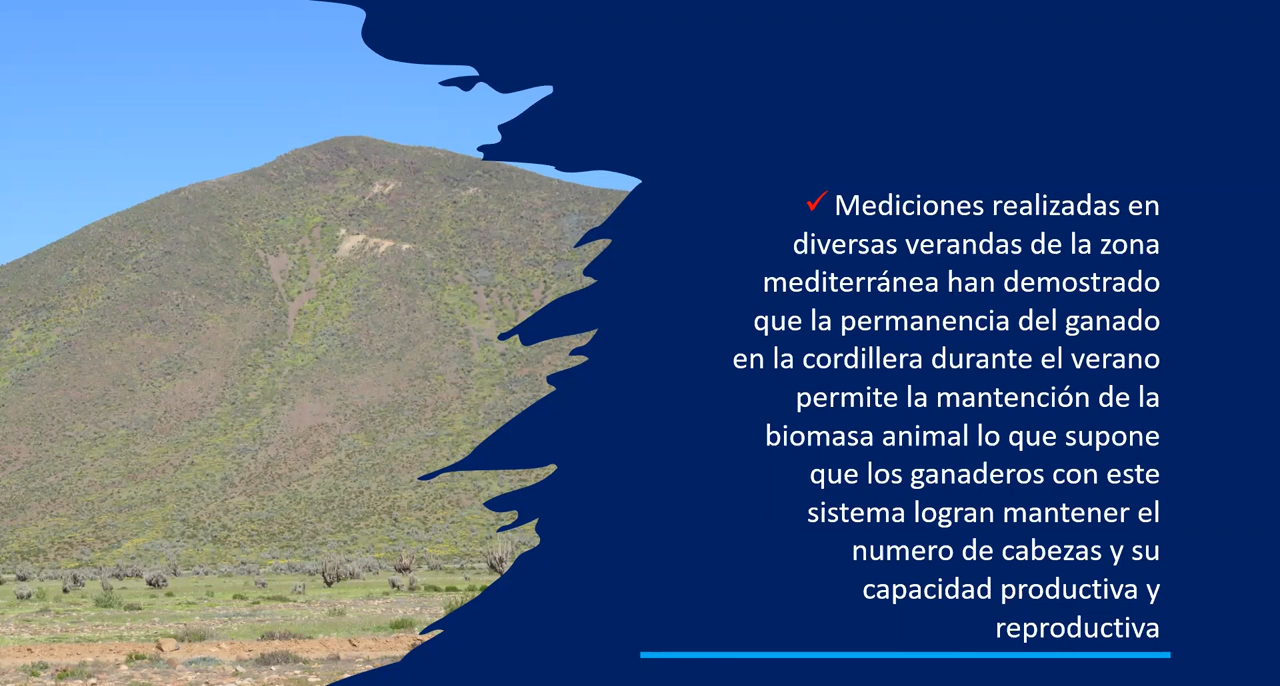 ✓ Mediciones realizadas en
diversas verandas de la zona
mediterránea han demostrado
que la permanencia del ganado
en la cordillera durante el verano
permite la mantención de la
biomasa animal lo que supone
que los ganaderos con este
sistema logran mantener el
numero de cabezas y su
capacidad productiva y
reproductiva